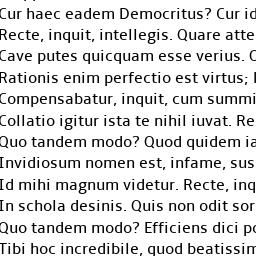 Cur haec eadem Democritus? Cur id
Recte, inquit, intellegis. Quare atte
Cave putes quicquam esse verius.
Rationis enim perfectio est virtus;
Compensabatur, inquit, cum summi
Collatio igitur ista te nihil iuvat. Re
Quo tandem modo? Quod quidem ia
Invidiosum nomen est, infame, sus
Id mihi magnum videtur. Recte, inq
In schola desinis. Quis non odit sor
Quo tandem modo? Efficiens dici po
Tibi hoc incredibile, quod beatissim